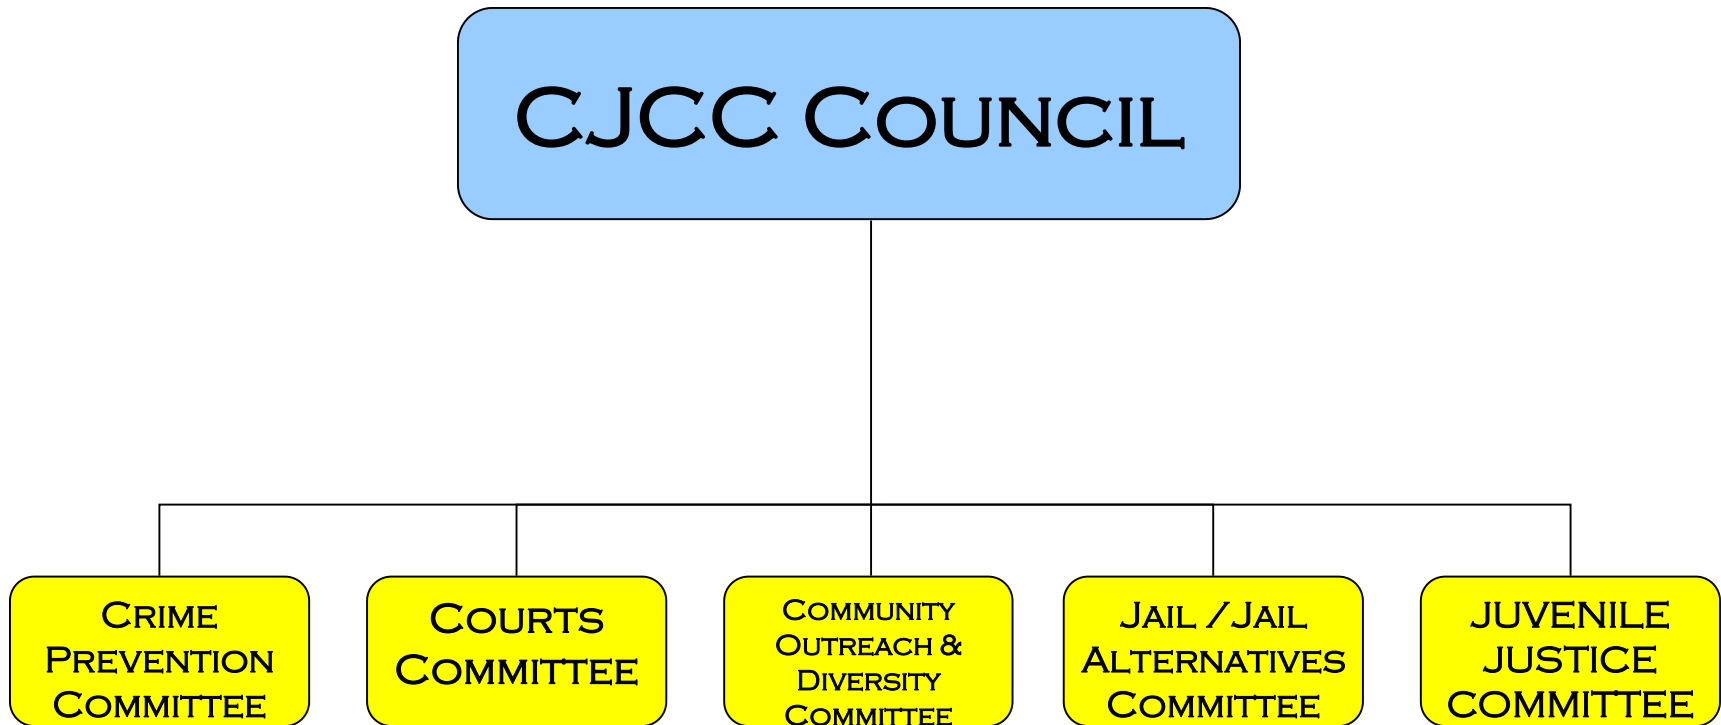 CJCC Council
Crime
Prevention
Committee
Courts
Committee
Community
Outreach &
Diversity
Committee
Jail /Jail
Alternatives
Committee
JUVENILE
JUSTICE
COMMITTEE